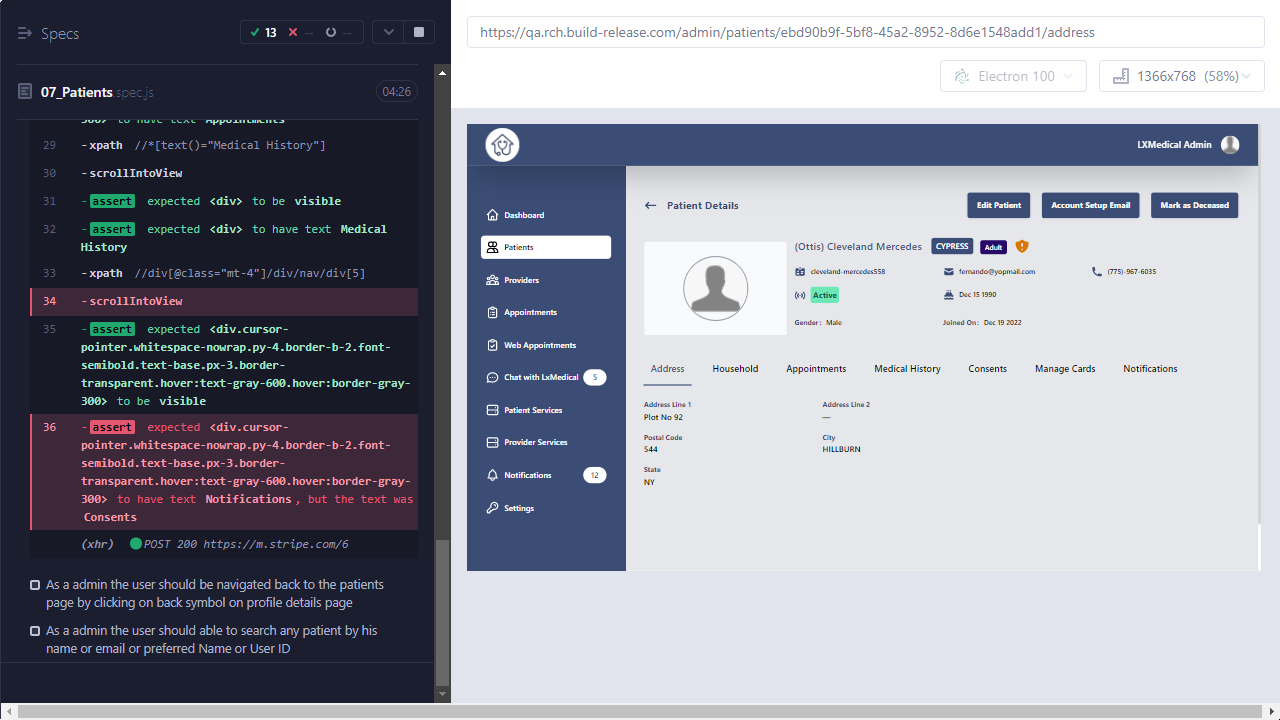 Specs
13
--
--
07_Patients.spec.js
04:26
300> to have text Appointments
29 -xpath //*[text()="Medical History"]
30 -scrollIntoView
31 -assert expected <div> to be visible
32 -assert expected <div> to have text Medical
History
33 -xpath //div[@class="mt-4"]/div/nav/div[5]
34 -scrollIntoView
35 -assert expected <div.cursor-
pointer.whitespace-nowrap.py-4.border-b-2.font-
semibold.text-base.px-3.border-
transparent.hover:text-gray-600.hover:border-gray-
300> to be visible
36 -assert expected <div.cursor-
pointer.whitespace-nowrap.py-4.border-b-2.font-
semibold.text-base.px-3.border-
transparent.hover:text-gray-600.hover:border-gray-
300> to have text Notifications, but the text was
Consents
(xhr) POST 200 https://m.stripe.com/6
As a admin the user should be navigated back to the patients
page by clicking on back symbol on profile details page
As a admin the user should able to search any patient by his
name or email or preferred Name or User ID
https://qa.rch.build-release.com/admin/patients/ebd90b9f-5bf8-45a2-8952-8d6e1548add1/address
Electron 100
1366x768 (58%)
LXMedical Admin
Dashboard
Patients
Providers
Appointments
Web Appointments
Chat with LxMedical 5
Patient Services
Provider Services
Notifications 12
Settings
Patient Details
Edit Patient
Account Setup Email
Mark as Deceased
(Ottis) Cleveland Mercedes CYPRESS Adult
cleveland-mercedes558 fernando@yopmail.com (775)-967-6035
Active Dec 15 1990
Gender: Male Joined On: Dec 19 2022
Address Household Appointments Medical History Consents Manage Cards Notifications
Address Line 1 Address Line 2
Plot No 92 —
Postal Code City
544 HILLBURN
State
NY